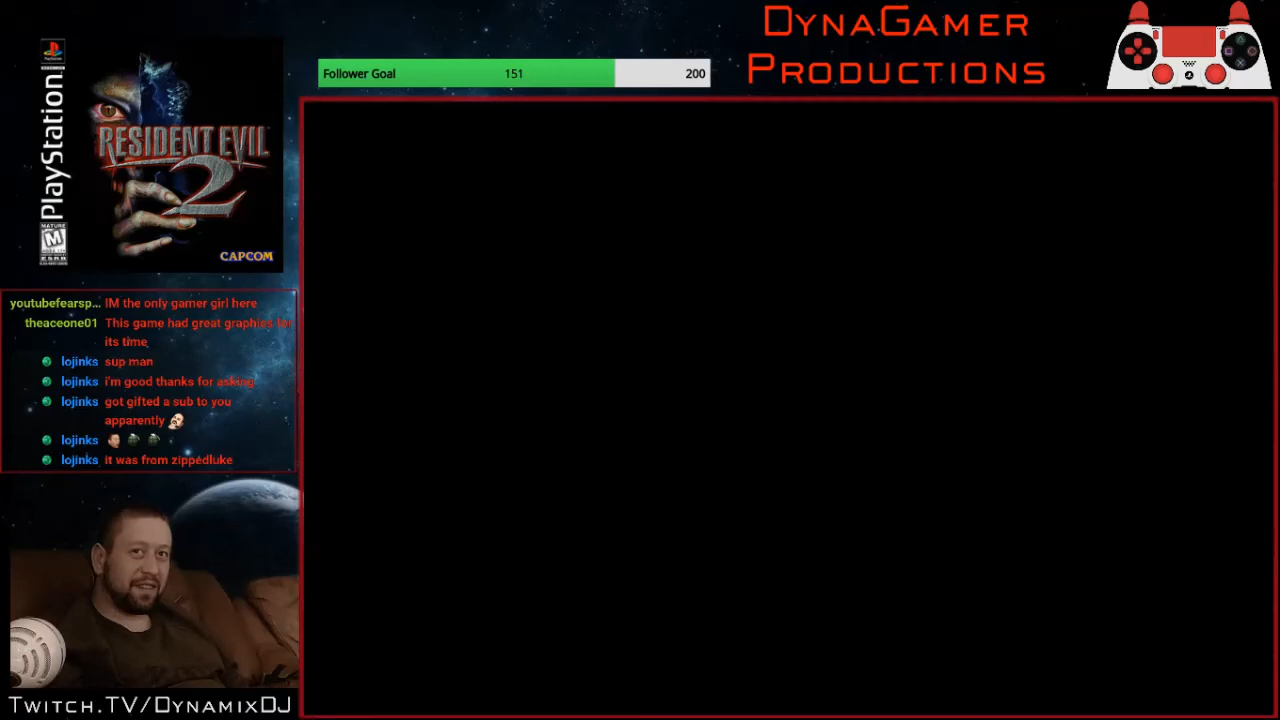 DynaGamer
Productions
Follower Goal 151 200
PlayStation
RESIDENT EVIL
2
MATURE
M
ESRB
CAPCOM
youtubefearsp... IM the only gamer girl here
theaceone01 This game had great graphics for
its time
lojinks sup man
lojinks i'm good thanks for asking
lojinks got gifted a sub to you
apparently
lojinks
lojinks it was from zippedluke
Twitch.TV/DynamixDJ